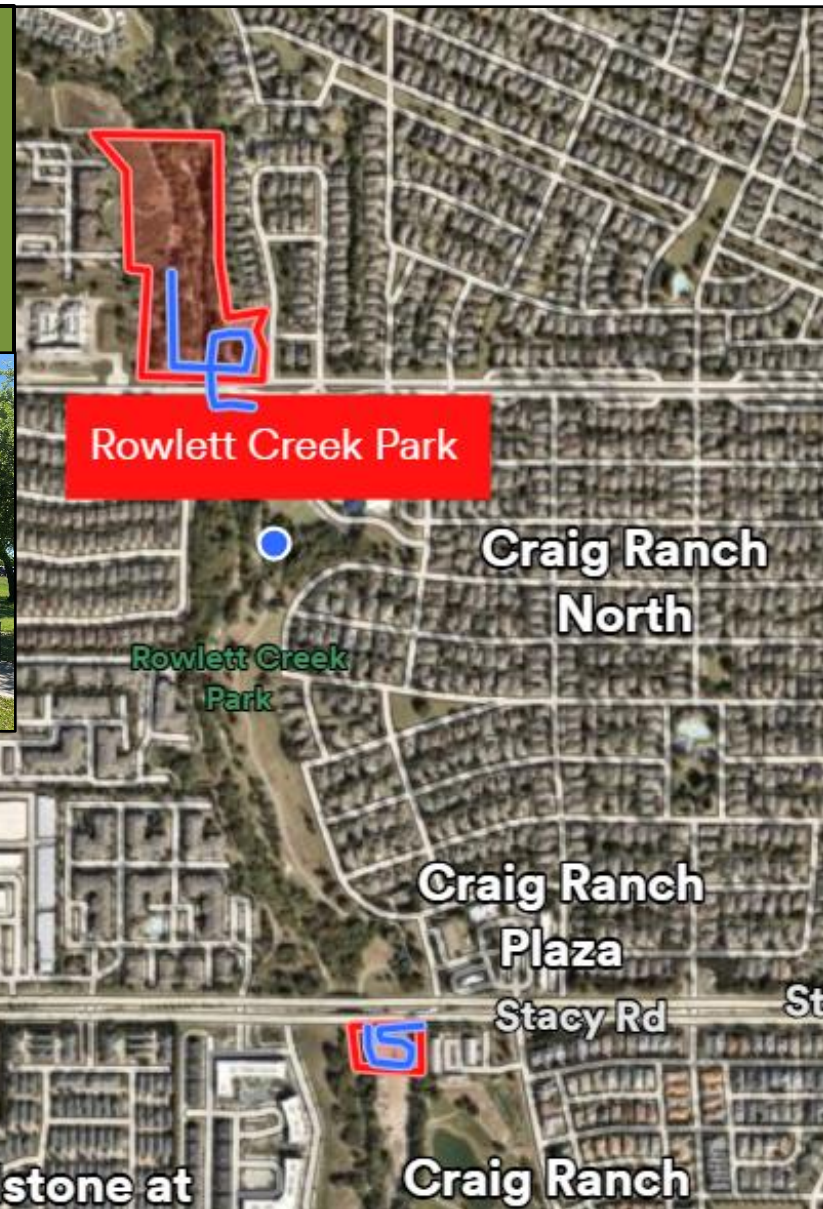 Rowlett Creek Park
Craig Ranch
North
Rowlett Creek
Park
Craig Ranch
Plaza
Stacy Rd
St
stone at
Craig Ranch